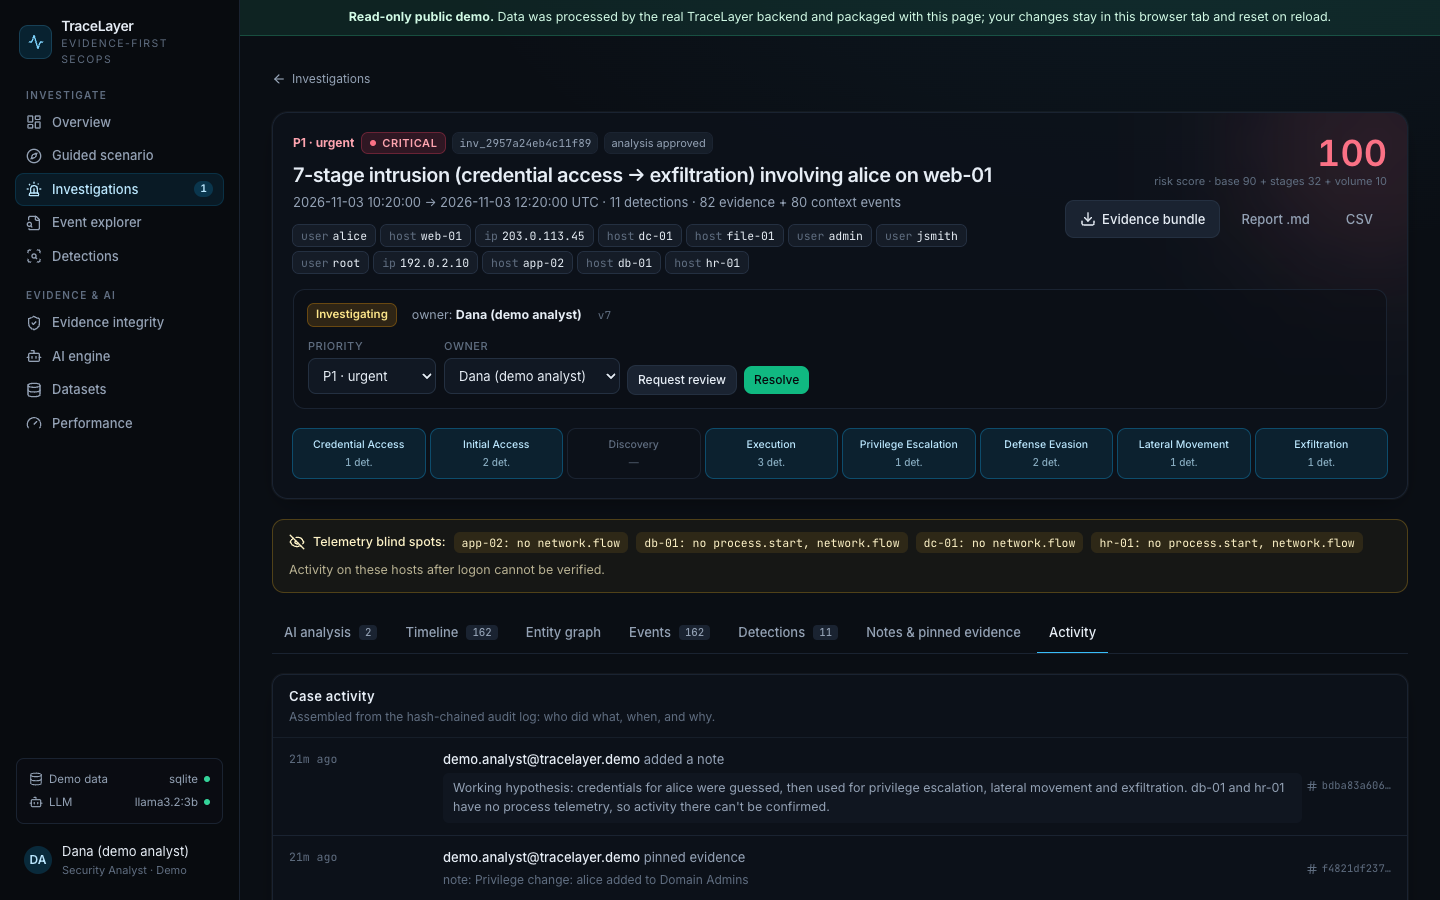 TraceLayer
EVIDENCE-FIRST
SECOPS
INVESTIGATE
Overview
Guided scenario
Investigations 1
Event explorer
Detections
EVIDENCE & AI
Evidence integrity
AI engine
Datasets
Performance
Demo data sqlite
LLM llama3.2:3b
DA
Dana (demo analyst)
Security Analyst · Demo
Read-only public demo. Data was processed by the real TraceLayer backend and packaged with this page; your changes stay in this browser tab and reset on reload.
← Investigations
P1 · urgent CRITICAL inv_2957a24eb4c11f89 analysis approved
100
7-stage intrusion (credential access → exfiltration) involving alice on web-01
risk score · base 90 + stages 32 + volume 10
2026-11-03 10:20:00 → 2026-11-03 12:20:00 UTC · 11 detections · 82 evidence + 80 context events
Evidence bundle Report .md CSV
user alice host web-01 ip 203.0.113.45 host dc-01 host file-01 user admin user jsmith
user root ip 192.0.2.10 host app-02 host db-01 host hr-01
Investigating owner: Dana (demo analyst) v7
PRIORITY OWNER
P1 · urgent Dana (demo analyst) Request review Resolve
Credential Access Initial Access Discovery Execution Privilege Escalation Defense Evasion Lateral Movement Exfiltration
1 det. 2 det. — 3 det. 1 det. 2 det. 1 det. 1 det.
Telemetry blind spots: app-02: no network.flow db-01: no process.start, network.flow dc-01: no network.flow hr-01: no process.start, network.flow
Activity on these hosts after logon cannot be verified.
AI analysis 2 Timeline 162 Entity graph Events 162 Detections 11 Notes & pinned evidence Activity
Case activity
Assembled from the hash-chained audit log: who did what, when, and why.
21m ago demo.analyst@tracelayer.demo added a note
Working hypothesis: credentials for alice were guessed, then used for privilege escalation, lateral movement and exfiltration. db-01 and hr-01
have no process telemetry, so activity there can't be confirmed.
# bdba83a606…
21m ago demo.analyst@tracelayer.demo pinned evidence
note: Privilege change: alice added to Domain Admins
# f4821df237…